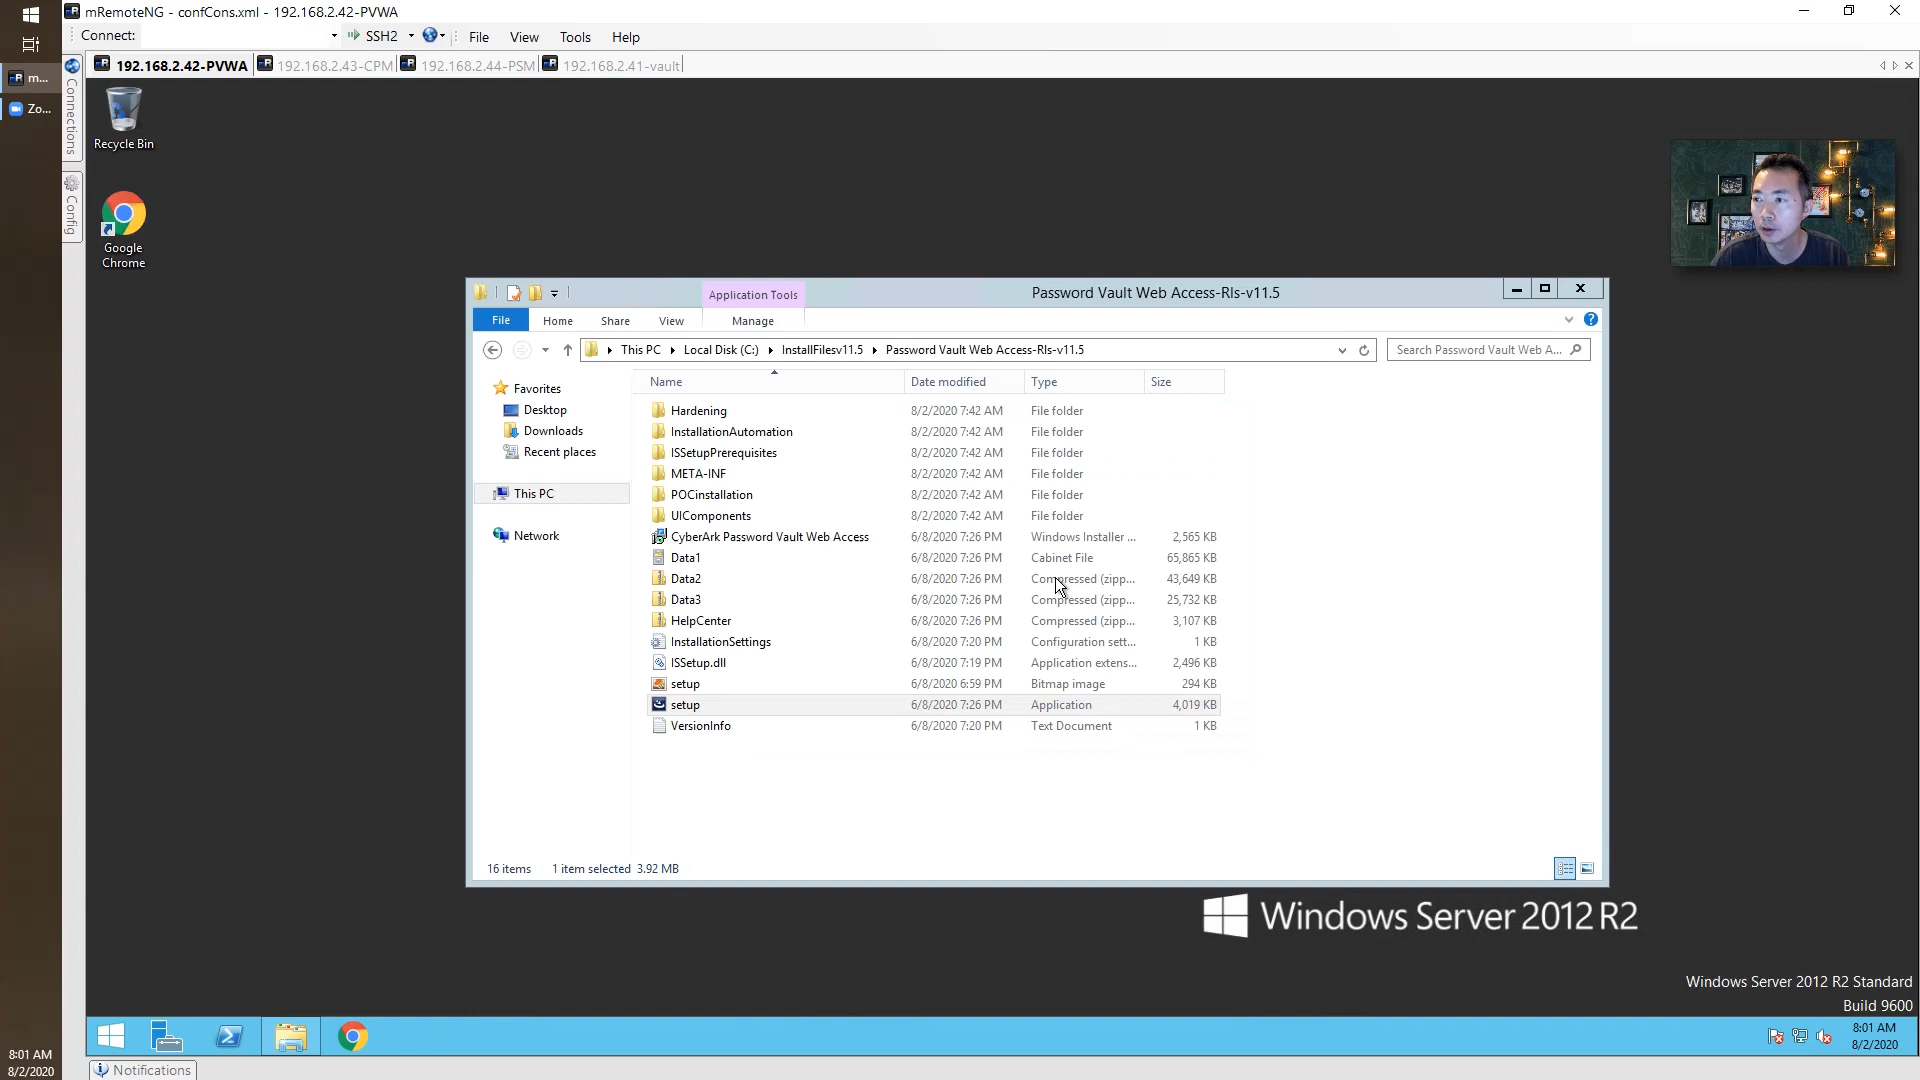 mRemoteNG - confCons.xml - 192.168.2.42-PVWA
Connect:
SSH2
File
View
Tools
Help
m...
Zo...
Connections
Config
192.168.2.42-PVWA
192.168.2.43-CPM
192.168.2.44-PSM
192.168.2.41-vault
Recycle Bin
Google
Chrome
Application Tools
Password Vault Web Access-Rls-v11.5
File
Home
Share
View
Manage
This PC
Local Disk (C:)
InstallFilesv11.5
Password Vault Web Access-Rls-v11.5
Search Password Vault Web A...
Favorites
Desktop
Downloads
Recent places
This PC
Network
Name Date modified Type Size
Hardening 8/2/2020 7:42 AM File folder
InstallationAutomation 8/2/2020 7:42 AM File folder
ISSetupPrerequisites 8/2/2020 7:42 AM File folder
META-INF 8/2/2020 7:42 AM File folder
POCinstallation 8/2/2020 7:42 AM File folder
UIComponents 8/2/2020 7:42 AM File folder
CyberArk Password Vault Web Access 6/8/2020 7:26 PM Windows Installer ... 2,565 KB
Data1 6/8/2020 7:26 PM Cabinet File 65,865 KB
Data2 6/8/2020 7:26 PM Compressed (zipp... 43,649 KB
Data3 6/8/2020 7:26 PM Compressed (zipp... 25,732 KB
HelpCenter 6/8/2020 7:26 PM Compressed (zipp... 3,107 KB
InstallationSettings 6/8/2020 7:20 PM Configuration sett... 1 KB
ISSetup.dll 6/8/2020 7:19 PM Application extens... 2,496 KB
setup 6/8/2020 6:59 PM Bitmap image 294 KB
setup 6/8/2020 7:26 PM Application 4,019 KB
VersionInfo 6/8/2020 7:20 PM Text Document 1 KB
16 items 1 item selected 3.92 MB
Windows Server 2012 R2
Windows Server 2012 R2 Standard
Build 9600
8:01 AM
8/2/2020
8:01 AM
8/2/2020
Notifications